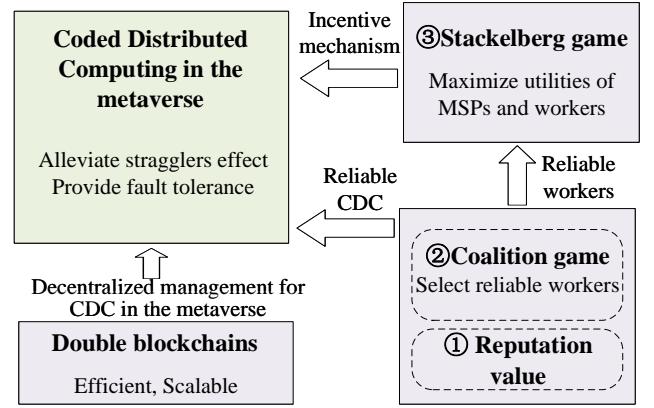 Coded Distributed
Computing in the
metaverse
Alleviate stragglers effect
Provide fault tolerance
Incentive
mechanism
③Stackelberg game
Maximize utilities of
MSPs and workers
Reliable
CDC
Reliable
workers
②Coalition game
Select reliable workers
① Reputation
value
Decentralized management for
CDC in the metaverse
Double blockchains
Efficient, Scalable